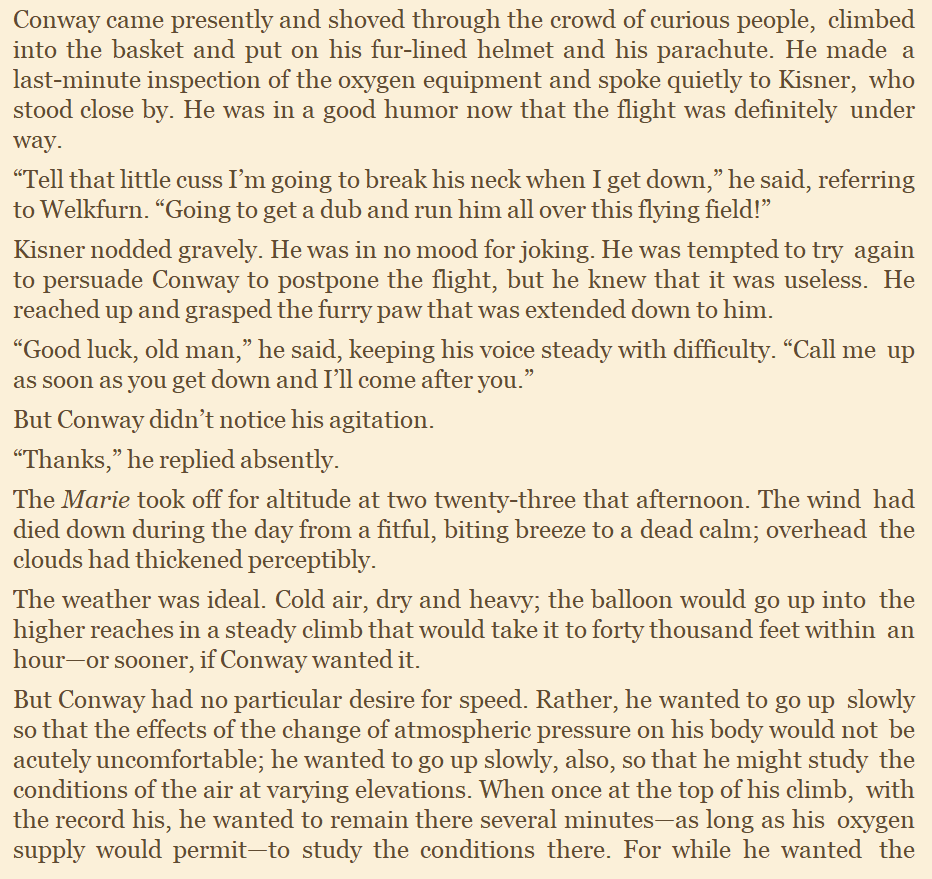 Conway came presently and shoved through the crowd of curious people, climbed
into the basket and put on his fur-lined helmet and his parachute. He made a
last-minute inspection of the oxygen equipment and spoke quietly to Kisner, who
stood close by. He was in a good humor now that the flight was definitely under
way.
“Tell that little cuss I’m going to break his neck when I get down,” he said, referring
to Welkfurn. “Going to get a dub and run him all over this flying field!”
Kisner nodded gravely. He was in no mood for joking. He was tempted to try again
to persuade Conway to postpone the flight, but he knew that it was useless. He
reached up and grasped the furry paw that was extended down to him.
“Good luck, old man,” he said, keeping his voice steady with difficulty. “Call me up
as soon as you get down and I’ll come after you.”
But Conway didn’t notice his agitation.
“Thanks,” he replied absently.
The Marie took off for altitude at two twenty-three that afternoon. The wind had
died down during the day from a fitful, biting breeze to a dead calm; overhead the
clouds had thickened perceptibly.
The weather was ideal. Cold air, dry and heavy; the balloon would go up into the
higher reaches in a steady climb that would take it to forty thousand feet within an
hour—or sooner, if Conway wanted it.
But Conway had no particular desire for speed. Rather, he wanted to go up slowly
so that the effects of the change of atmospheric pressure on his body would not be
acutely uncomfortable; he wanted to go up slowly, also, so that he might study the
conditions of the air at varying elevations. When once at the top of his climb, with
the record his, he wanted to remain there several minutes—as long as his oxygen
supply would permit—to study the conditions there. For while he wanted the